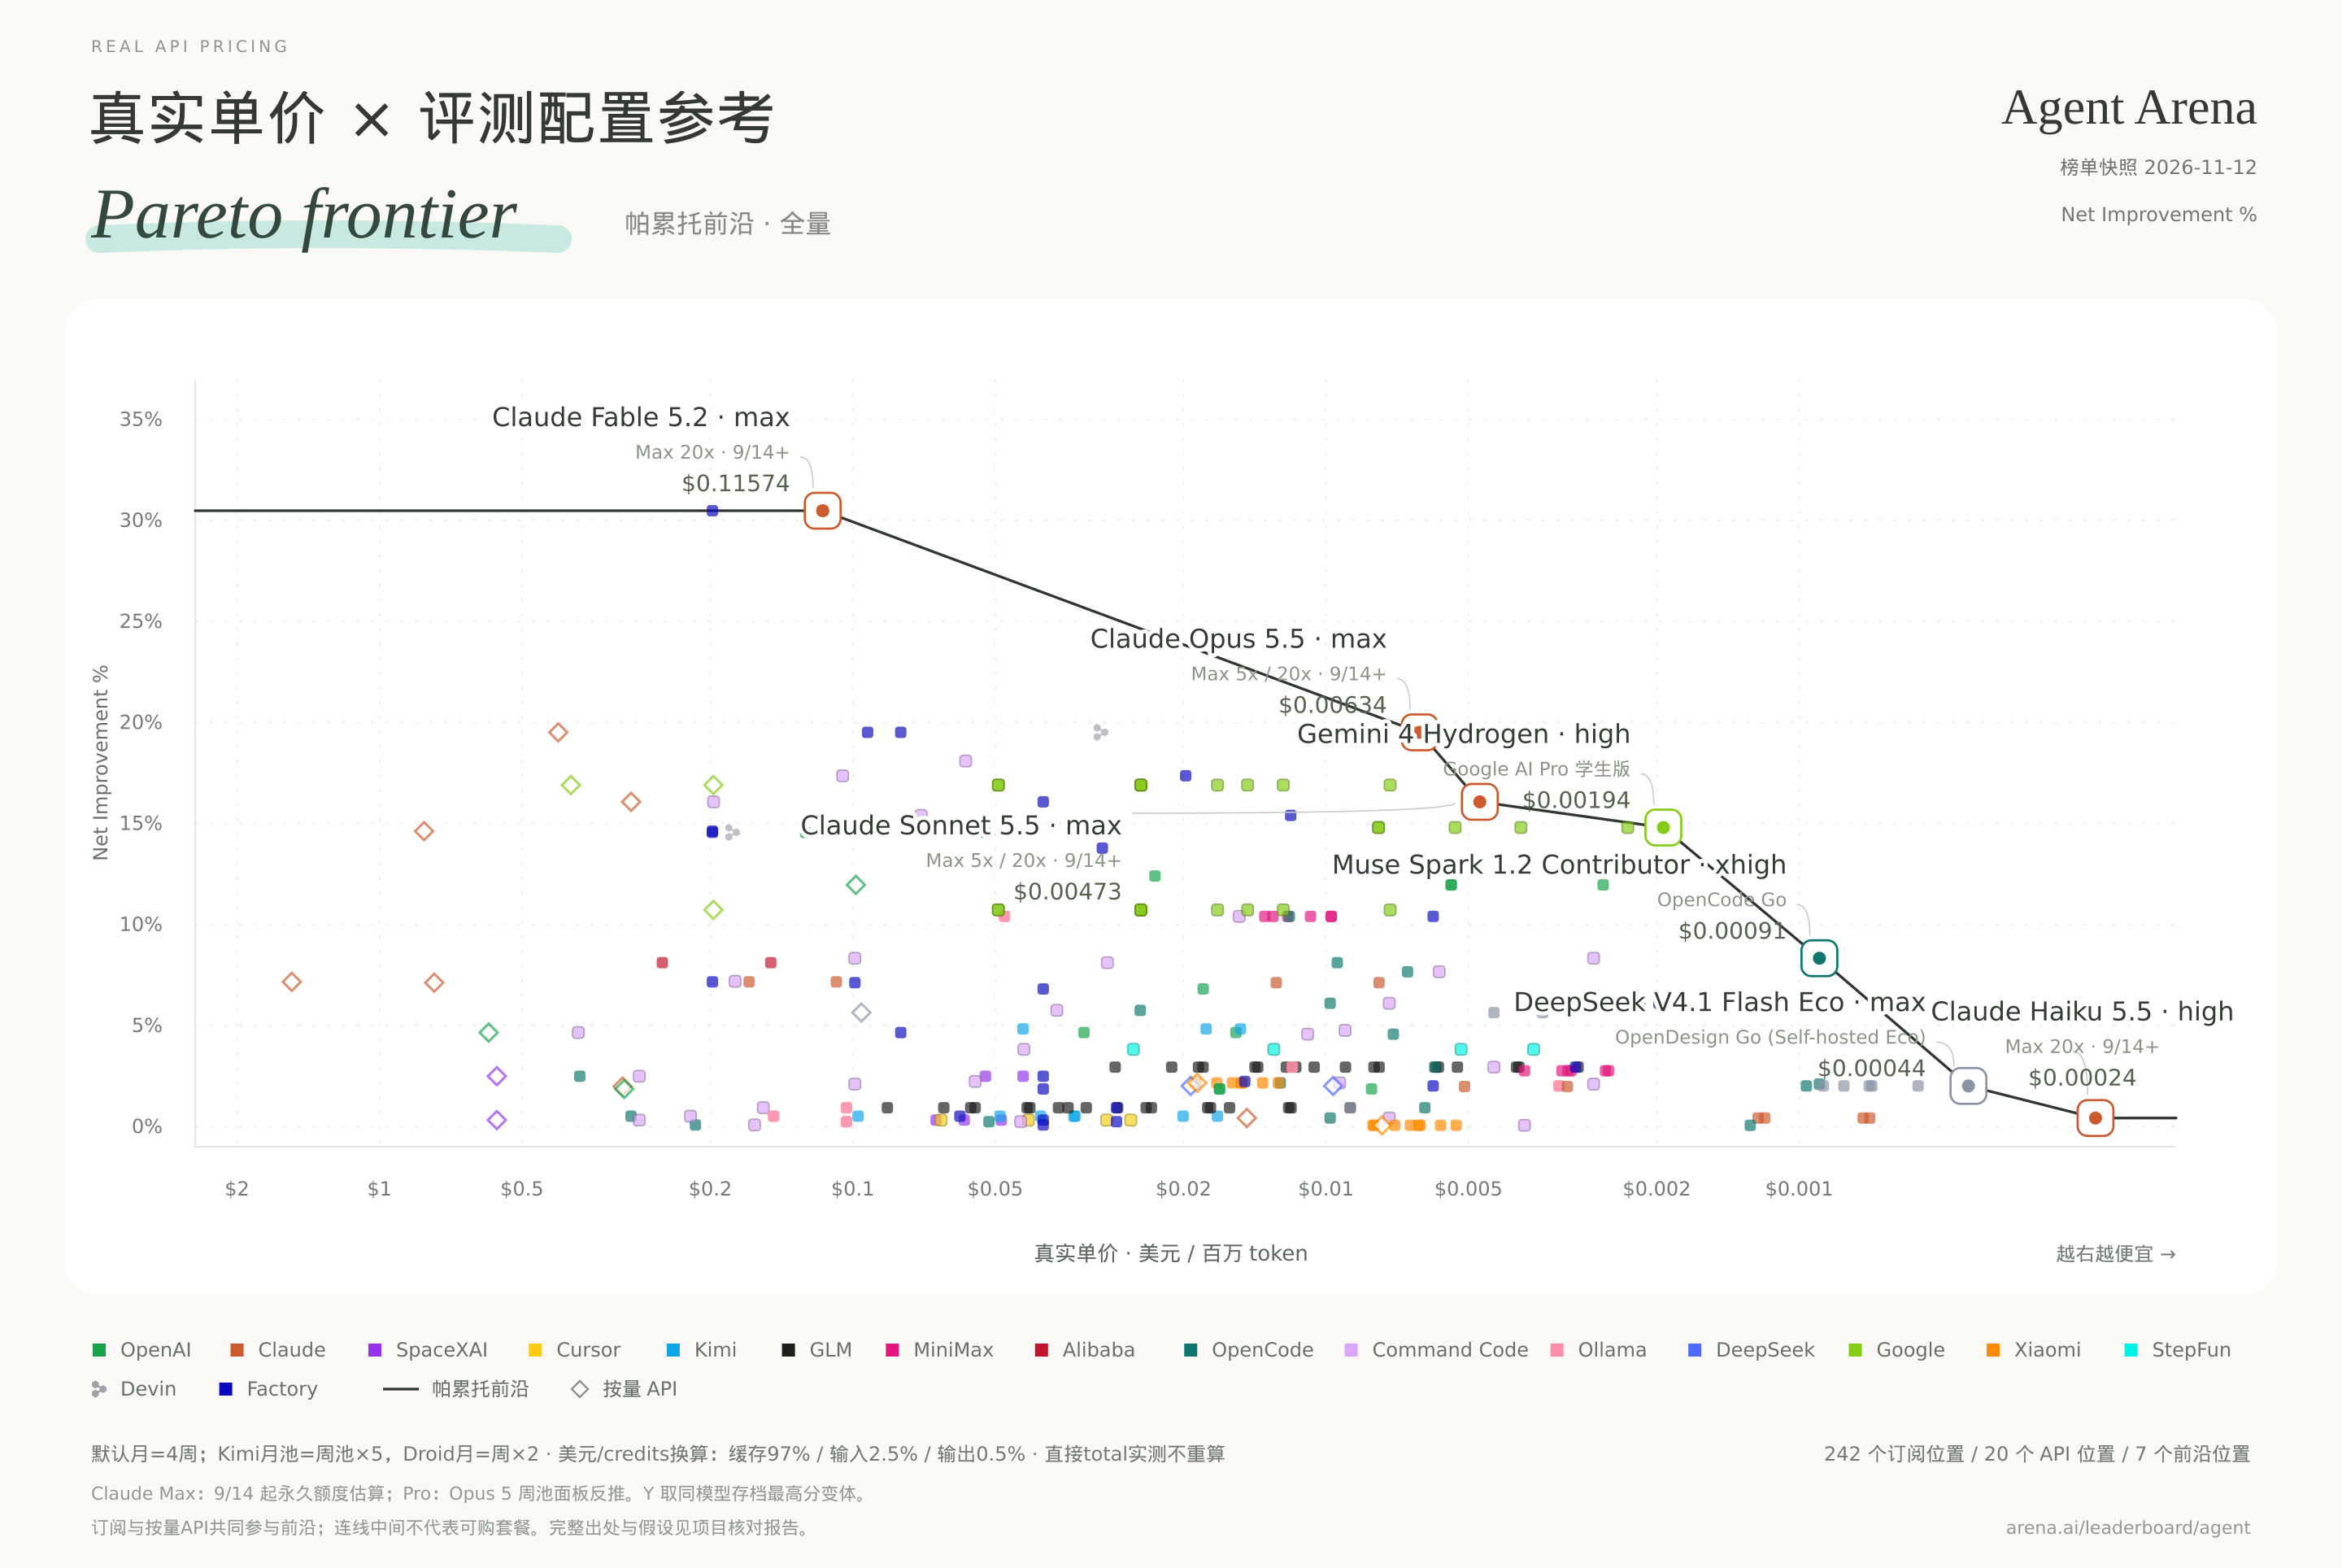 REAL API PRICING
真实单价 × 评测配置参考
Pareto frontier
帕累托前沿 · 全量
Agent Arena
榜单快照 2026-11-12
Net Improvement %
Net Improvement %
35%
30%
25%
20%
15%
10%
5%
0%
Claude Fable 5.2 · max
Max 20x · 9/14+
$0.11574
Claude Opus 5.5 · max
Max 5x / 20x · 9/14+
$0.00634
Gemini 4 Hydrogen · high
Google AI Pro 学生版
$0.00194
Claude Sonnet 5.5 · max
Max 5x / 20x · 9/14+
$0.00473
Muse Spark 1.2 Contributor · xhigh
OpenCode Go
$0.00091
DeepSeek V4.1 Flash Eco · max
OpenDesign Go (Self-hosted Eco)
$0.00044
Claude Haiku 5.5 · high
Max 20x · 9/14+
$0.00024
$2
$1
$0.5
$0.2
$0.1
$0.05
$0.02
$0.01
$0.005
$0.002
$0.001
真实单价 · 美元 / 百万 token
越右越便宜 →
OpenAI
Claude
SpaceXAI
Cursor
Kimi
GLM
MiniMax
Alibaba
OpenCode
Command Code
Ollama
DeepSeek
Google
Xiaomi
StepFun
Devin
Factory
帕累托前沿
按量 API
默认月=4周；Kimi月池=周池×5，Droid月=周×2 · 美元/credits换算：缓存97% / 输入2.5% / 输出0.5% · 直接total实测不重算
242 个订阅位置 / 20 个 API 位置 / 7 个前沿位置
Claude Max：9/14 起永久额度估算；Pro：Opus 5 周池面板反推。Y 取同模型存档最高分变体。
订阅与按量API共同参与前沿；连线中间不代表可购套餐。完整出处与假设见项目核对报告。
arena.ai/leaderboard/agent